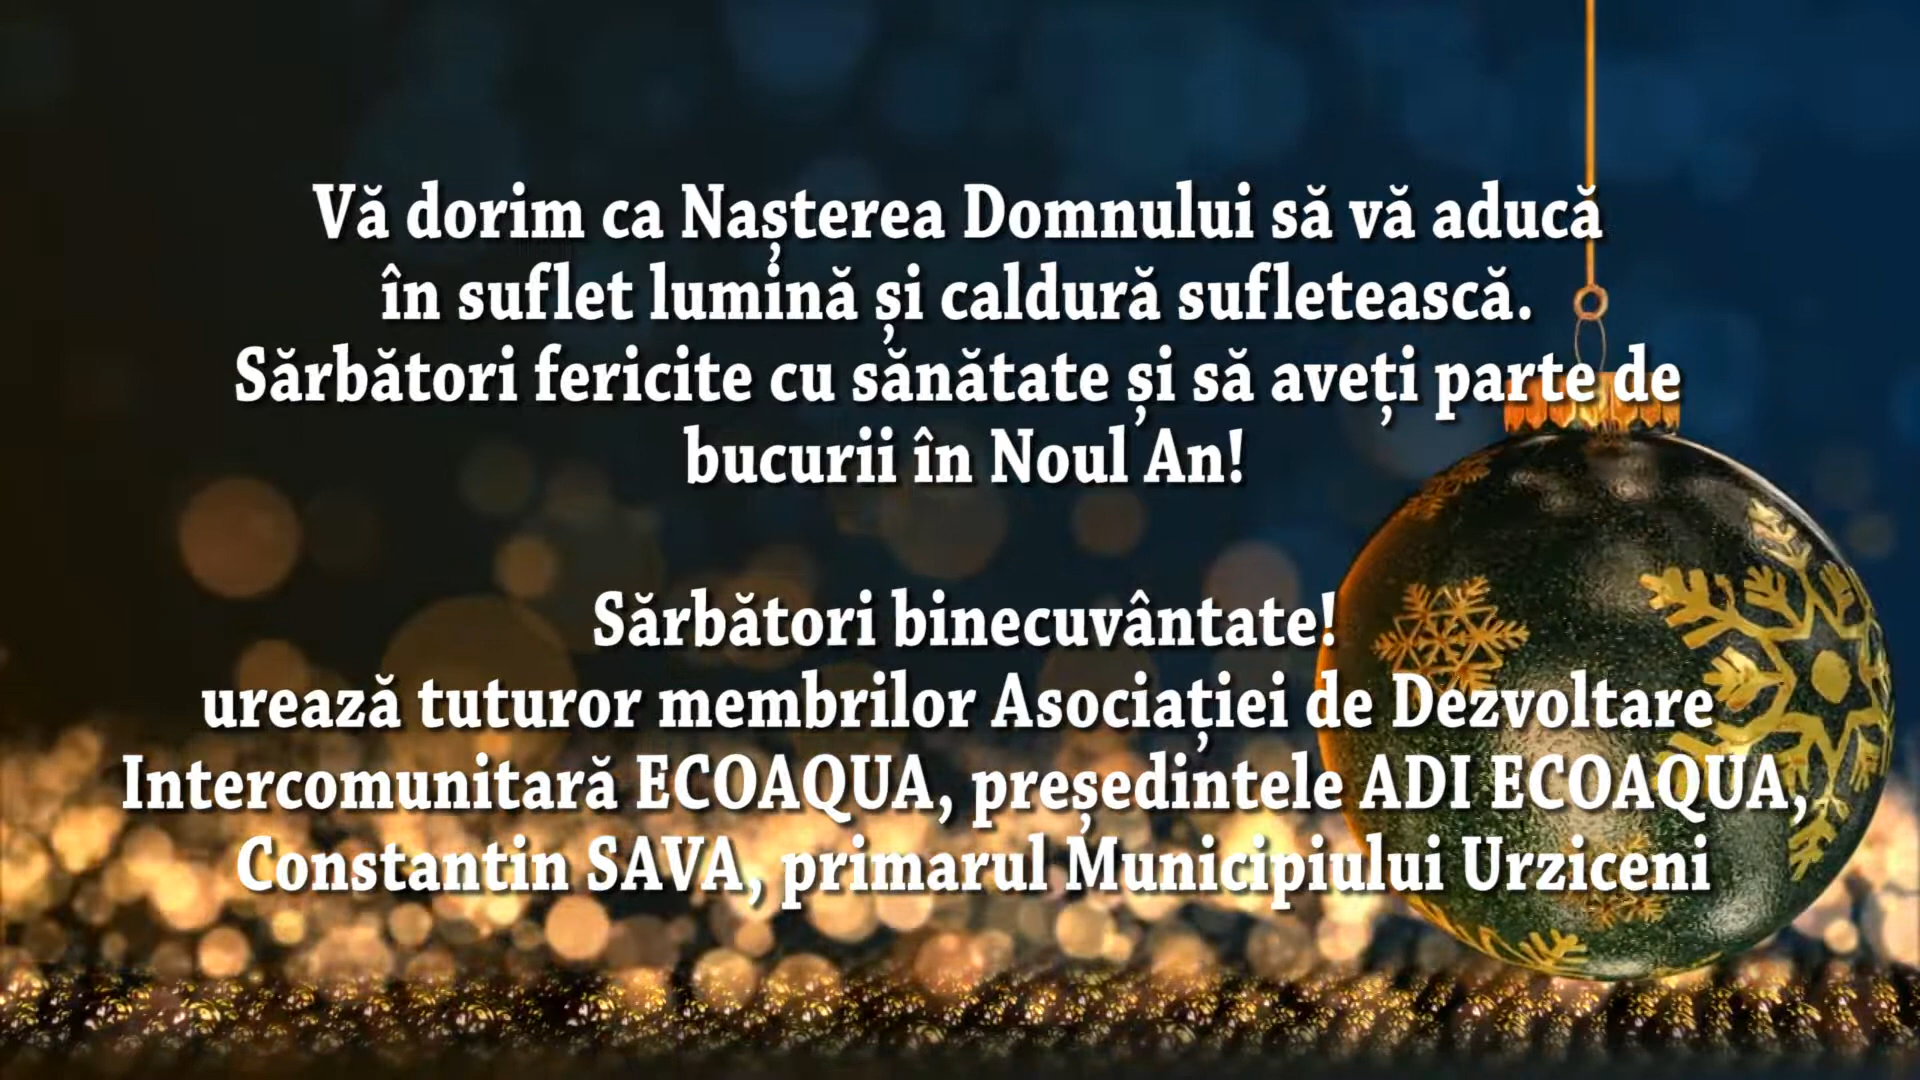 Vă dorim ca Nașterea Domnului să vă aducă
în suflet lumină și caldură sufletească.
Sărbători fericite cu sănătate și să aveți parte de
bucurii în Noul An!
Sărbători binecuvântate!
urează tuturor membrilor Asociației de Dezvoltare
Intercomunitară ECOAQUA, președintele ADI ECOAQUA,
Constantin SAVA, primarul Municipiului Urziceni